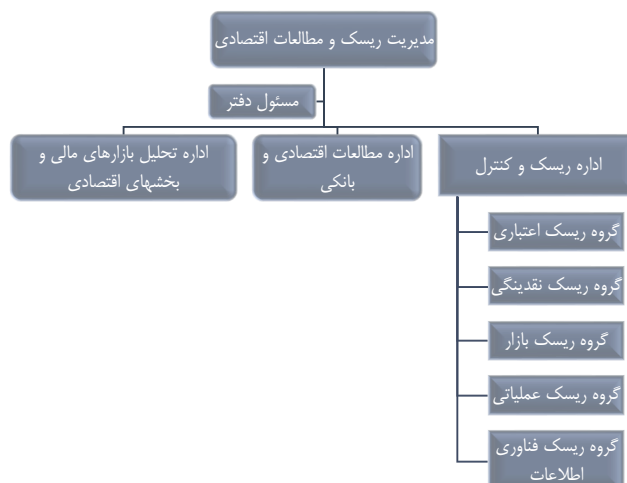 مدیریت ریسک و مطالعات اقتصادی
مسئول دفتر
اداره ریسک و کنترل
اداره مطالعات اقتصادی و
بانکی
اداره تحلیل بازارهای مالی و
بخشهای اقتصادی
گروه ریسک اعتباری
گروه ریسک نقدینگی
گروه ریسک بازار
گروه ریسک عملیاتی
گروه ریسک فناوری
اطلاعات